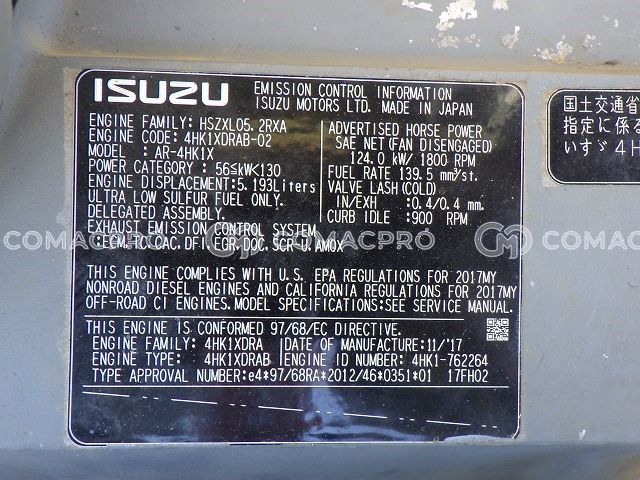 ISUZU EMISSION CONTROL INFORMATION
ISUZU MOTORS LTD. MADE IN JAPAN
ENGINE FAMILY: HSZXL05.2RXA
ENGINE CODE: 4HK1XDRAB-02
MODEL : AR-4HK1X
POWER CATEGORY : 56≤kW<130
ENGINE DISPLACEMENT: 5.193Liters
ULTRA LOW SULFUR FUEL ONLY.
DELEGATED ASSEMBLY.
EXHAUST EMISSION CONTROL SYSTEM
:ECM, TC, CAC, DFI, EGR, DOC, SCR-U, AMOX
ADVERTISED HORSE POWER
SAE NET (FAN DISENGAGED)
124.0 kW/ 1800 RPM
FUEL RATE 139.5 mm³/st.
VALVE LASH (COLD)
IN/EXH : 0.4/0.4 mm.
CURB IDLE : 900 RPM
THIS ENGINE COMPLIES WITH U.S. EPA REGULATIONS FOR 2017MY
NONROAD DIESEL ENGINES AND CALIFORNIA REGULATIONS FOR 2017MY
OFF-ROAD CI ENGINES. MODEL SPECIFICATIONS: SEE SERVICE MANUAL.
THIS ENGINE IS CONFORMED 97/68/EC DIRECTIVE.
ENGINE FAMILY: 4HK1XDRA DATE OF MANUFACTURE: 11/'17
ENGINE TYPE: 4HK1XDRAB ENGINE ID NUMBER: 4HK1-762264
TYPE APPROVAL NUMBER: e4*97/68RA*2012/46*0351*01 17FH02
国土交通省
指定に係る
いすゞ 4H
COMACPRO
COMACPRO
COMACPRO